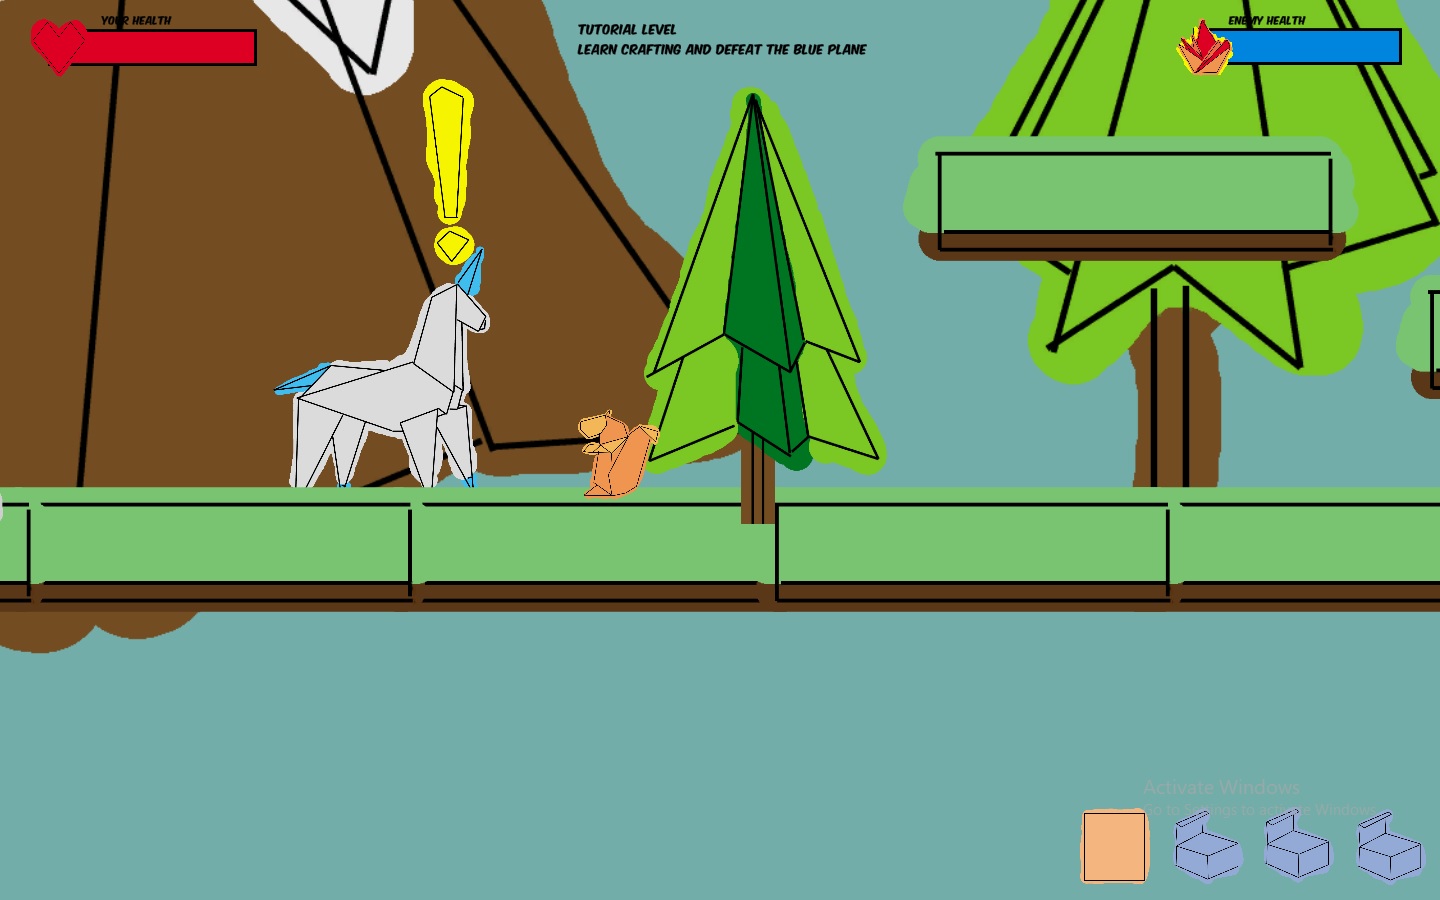 YOUR HEALTH
TUTORIAL LEVEL
LEARN CRAFTING AND DEFEAT THE BLUE PLANE
ENEMY HEALTH
Activate Windows
Go to Settings to activate Windows.